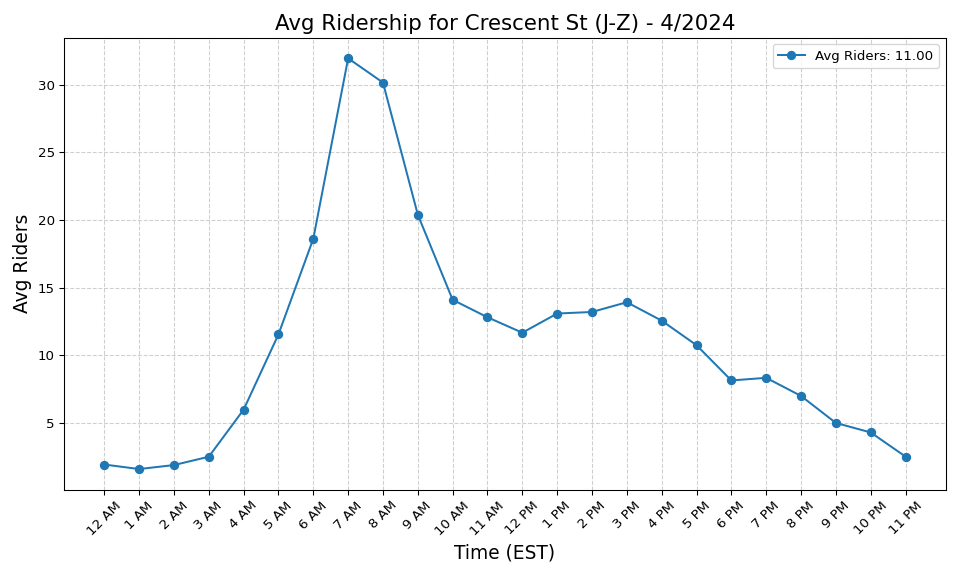 Avg Ridership for Crescent St (J-Z) - 4/2024
Avg Riders: 11.00
Avg Riders
30
25
20
15
10
5
12 AM
1 AM
2 AM
3 AM
4 AM
5 AM
6 AM
7 AM
8 AM
9 AM
10 AM
11 AM
12 PM
1 PM
2 PM
3 PM
4 PM
5 PM
6 PM
7 PM
8 PM
9 PM
10 PM
11 PM
Time (EST)